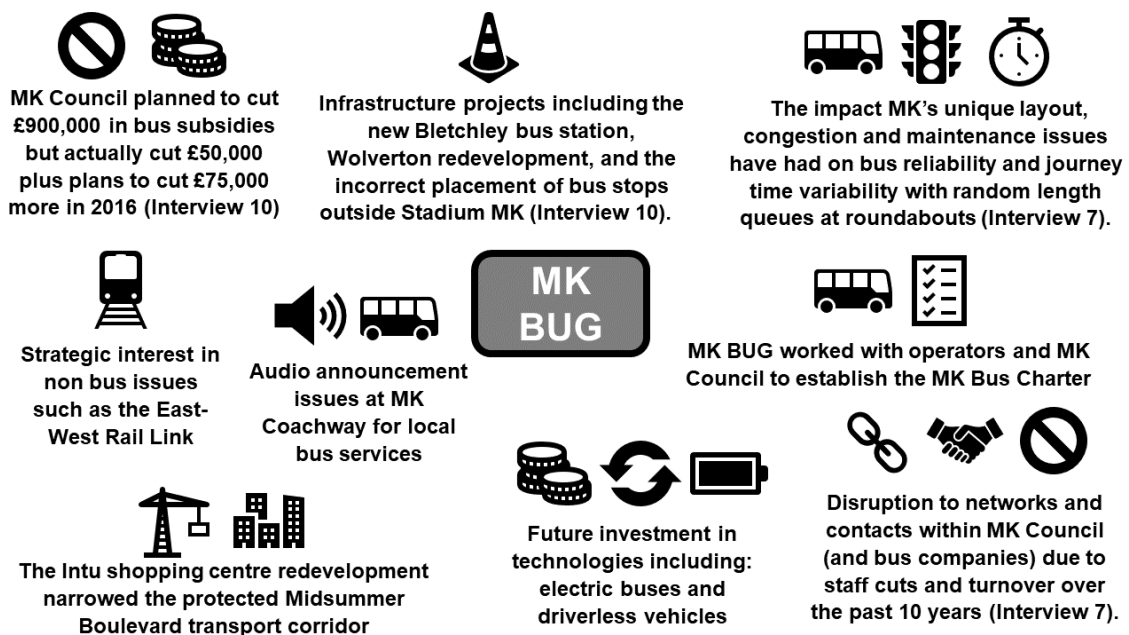 MK Council planned to cut
£900,000 in bus subsidies
but actually cut £50,000
plus plans to cut £75,000
more in 2016 (Interview 10)
Infrastructure projects including the
new Bletchley bus station,
Wolverton redevelopment, and the
incorrect placement of bus stops
outside Stadium MK (Interview 10).
The impact MK's unique layout,
congestion and maintenance issues
have had on bus reliability and journey
time variability with random length
queues at roundabouts (Interview 7).
Strategic interest in
non bus issues
such as the East-
West Rail Link
Audio announcement
issues at MK
Coachway for local
bus services
MK
BUG
MK BUG worked with operators and MK
Council to establish the MK Bus Charter
The Intu shopping centre redevelopment
narrowed the protected Midsummer
Boulevard transport corridor
Future investment in
technologies including:
electric buses and
driverless vehicles
Disruption to networks and
contacts within MK Council
(and bus companies) due to
staff cuts and turnover over
the past 10 years (Interview 7).